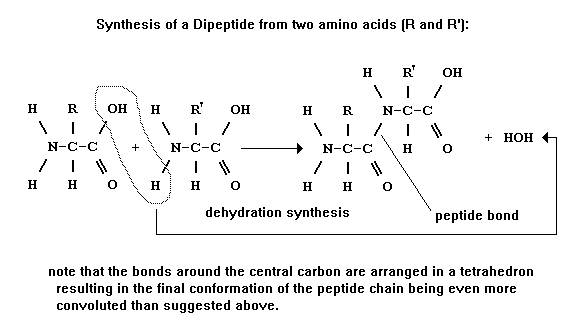 Synthesis of a Dipeptide from two amino acids (R and R'):
H R' OH
H R OH H R' OH H R N-C-C
N-C-C + N-C-C N-C-C H O + HOH
H H O H H O H H O
dehydration synthesis peptide bond
note that the bonds around the central carbon are arranged in a tetrahedron
resulting in the final conformation of the peptide chain being even more
convoluted than suggested above.